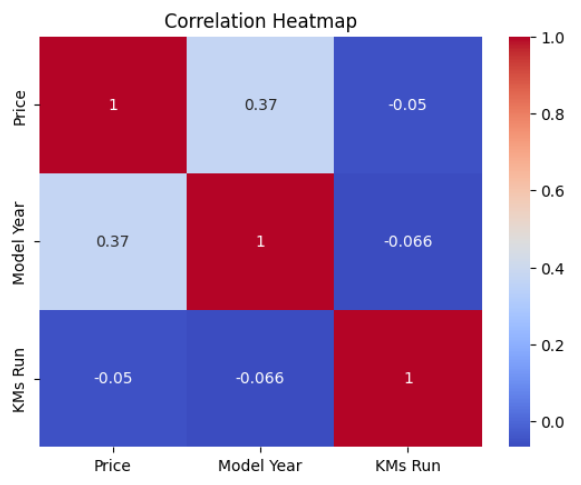 Correlation Heatmap
Price
1
0.37
-0.05
Model Year
0.37
1
-0.066
KMs Run
-0.05
-0.066
1
Price
Model Year
KMs Run
1.0
0.8
0.6
0.4
0.2
0.0